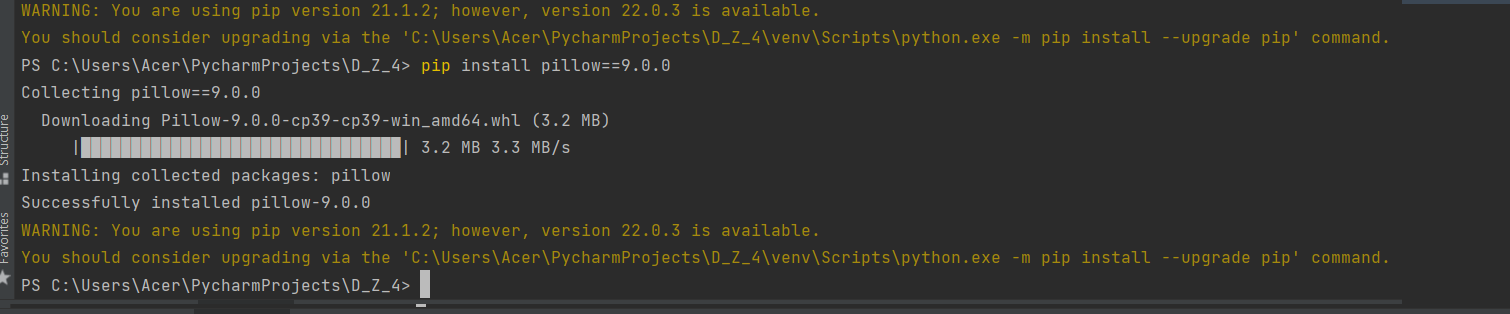 WARNING: You are using pip version 21.1.2; however, version 22.0.3 is available.
You should consider upgrading via the 'C:\Users\Acer\PycharmProjects\D_Z_4\venv\Scripts\python.exe -m pip install --upgrade pip' command.
PS C:\Users\Acer\PycharmProjects\D_Z_4> pip install pillow==9.0.0
Collecting pillow==9.0.0
  Downloading Pillow-9.0.0-cp39-cp39-win_amd64.whl (3.2 MB)
     |████████████████████████████████| 3.2 MB 3.3 MB/s
Installing collected packages: pillow
Successfully installed pillow-9.0.0
WARNING: You are using pip version 21.1.2; however, version 22.0.3 is available.
You should consider upgrading via the 'C:\Users\Acer\PycharmProjects\D_Z_4\venv\Scripts\python.exe -m pip install --upgrade pip' command.
PS C:\Users\Acer\PycharmProjects\D_Z_4>
Structure
Favorites